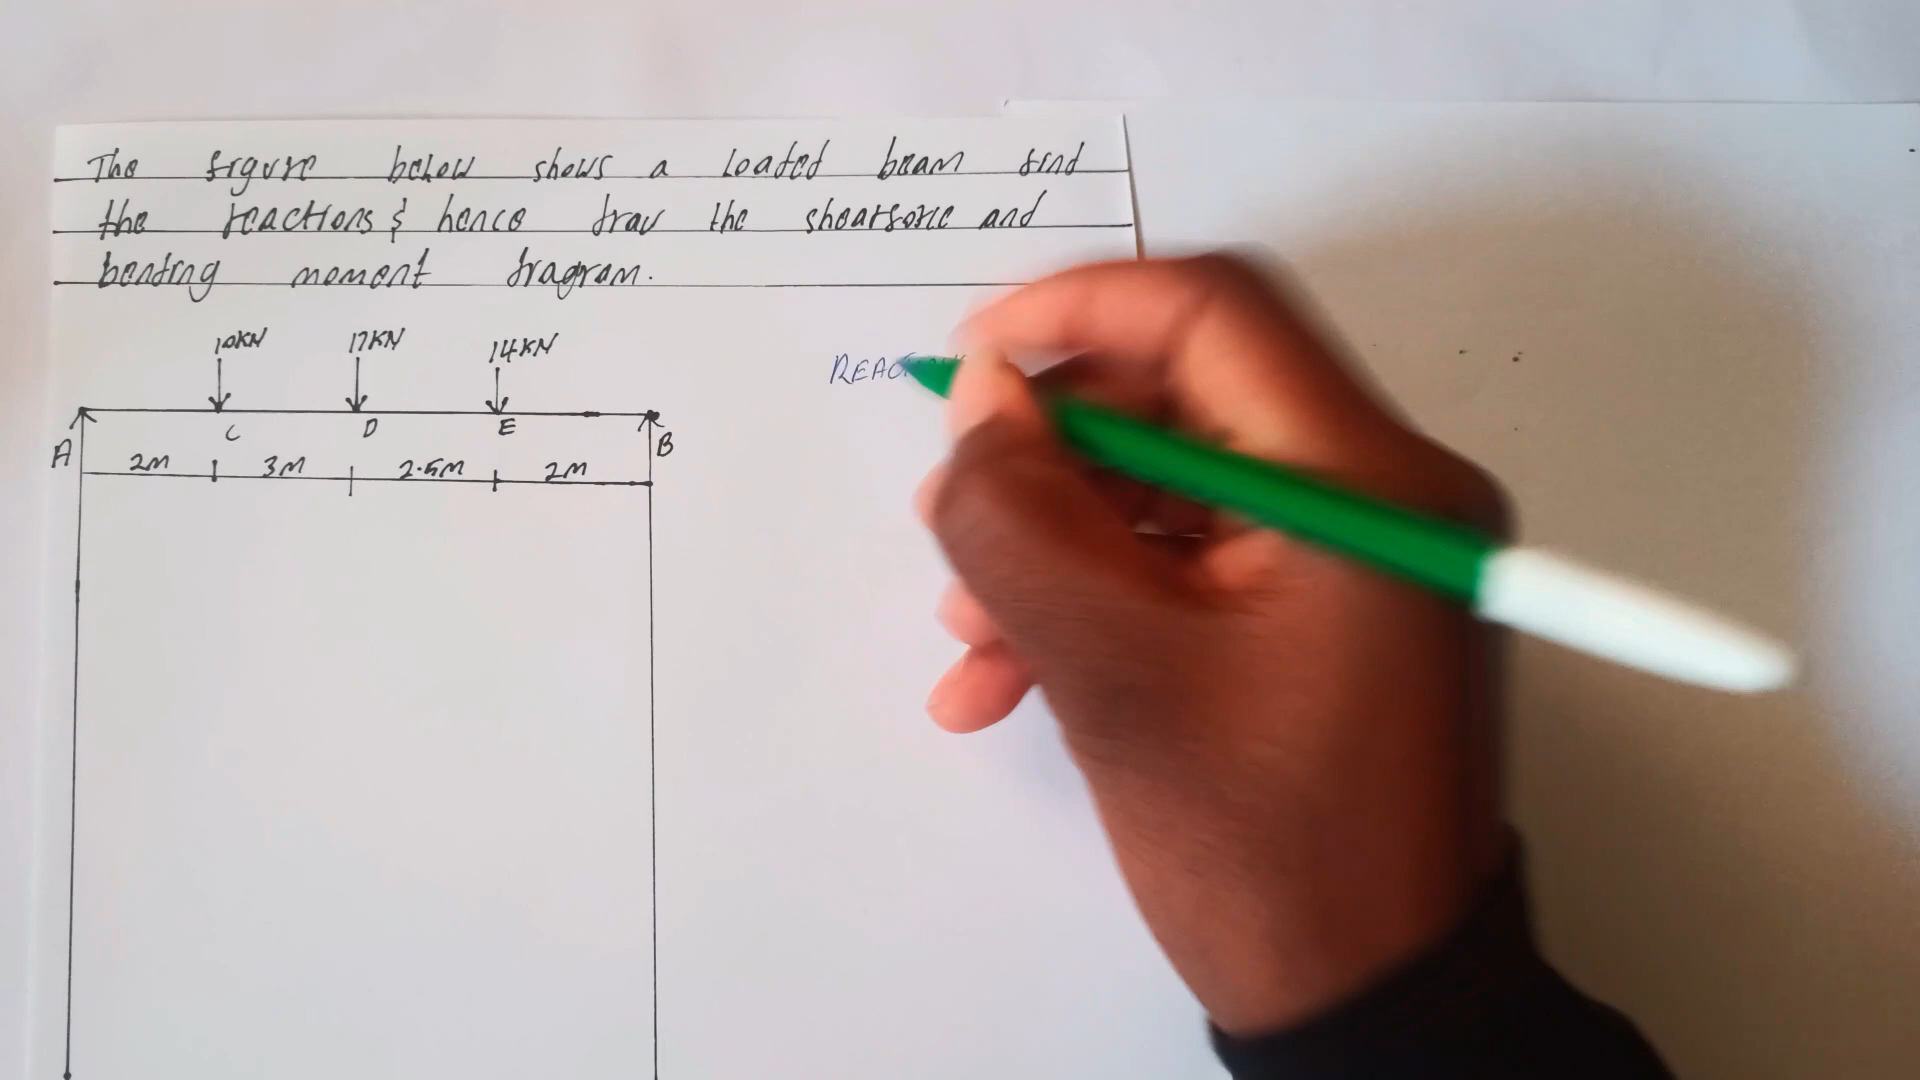 The figure below shows a loaded beam find
the reactions & hence draw the shearforce and
bending moment diagram.
10KN 17KN 14KN
C D E
A B
2M 3M 2.5M 2M